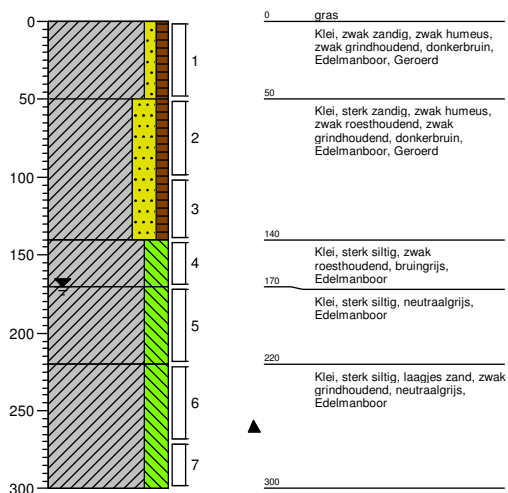 0
50
100
150
200
250
300
1
2
3
4
5
6
7
0 gras
Klei, zwak zandig, zwak humeus,
zwak grindhoudend, donkerbruin,
Edelmanboor, Geroerd
50
Klei, sterk zandig, zwak humeus,
zwak roesthoudend, zwak
grindhoudend, donkerbruin,
Edelmanboor, Geroerd
140
Klei, sterk siltig, zwak
roesthoudend, bruingrijs,
Edelmanboor
170
Klei, sterk siltig, neutraalgrijs,
Edelmanboor
220
Klei, sterk siltig, laagjes zand, zwak
grindhoudend, neutraalgrijs,
Edelmanboor
300